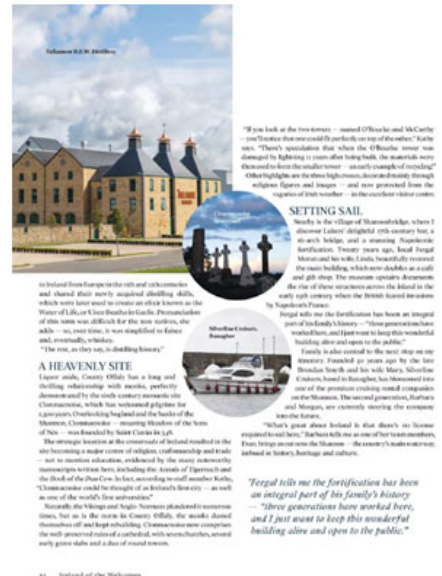 Tullamore D.E.W. Distillery
to Ireland from Europe in the 11th and 12th centuries
and shared their newly acquired distilling skills,
which were later used to create an elixir known as the
Water of Life, or Uisce Beatha in Gaelic. Pronunciation
of this term was difficult for the non natives, she
adds — so, over time, it was simplified to
and, eventually, whiskey.
"The rest, as they say, is distilling history."
A HEAVENLY SITE
Liquor aside, County Offaly has a long and
thrilling relationship with monks, perfectly
demonstrated by the sixth-century monastic site
Clonmacnoise, which has welcomed pilgrims for
1,500 years. Overlooking bogland and the banks of the
Shannon, Clonmacnoise — meaning Meadow of the Sons
of Nós — was founded by Saint Ciarán in 548.
The strategic location at the crossroads of Ireland resulted in the
site becoming a major centre of religion, craftsmanship and trade
— not to mention education, evidenced by the many noteworthy
manuscripts written here, including the Annals of Tigernach and
the Book of the Dun Cow. In fact, according to staff member Kathy,
"Clonmacnoise could be thought of as Ireland's first city — as well
as one of the world's first universities."
Naturally, the Vikings and Anglo-Normans plundered it numerous
times, but as is the norm in County Offaly, the monks dusted
themselves off and kept rebuilding. Clonmacnoise now comprises
the well-preserved ruins of a cathedral, with seven churches, several
early grave slabs and a duo of round towers.
"If you look at the two towers — named O'Rourke and McCarthy
— you'll notice that one could fit perfectly on top of the other," Kathy
says. "There's speculation that when the O'Rourke tower was
damaged by lightning 11 years after being built, the materials were
then used to form the smaller tower — an early example of recycling!"
Other highlights are the three high crosses, decorated mainly through
religious figures and images — and now protected from the
vagaries of Irish weather — in the excellent visitor centre.
SETTING SAIL
Nearby is the village of Shannonbridge, where I
discover Lukers' delightful 17th-century bar, a
16-arch bridge, and a stunning Napoleonic
fortification. Twenty years ago, local Fergal
Moran and his wife, Linda, beautifully restored
the main building, which now doubles as a café
and gift shop. The museum upstairs documents
the rise of these structures across the island in the
early 19th century when the British feared invasions
by Napoleon's France.
Fergal tells me the fortification has been an integral
part of his family's history — "three generations have
worked here, and I just want to keep this wonderful
building alive and open to the public."
Family is also central to the next stop on my
itinerary. Founded 50 years ago by the late
Brendan Smyth and his wife Mary, Silverline
Cruisers, based in Banagher, has blossomed into
one of the premium cruising rental companies
on the Shannon. The second generation, Barbara
and Morgan, are currently steering the company
into the future.
"What's great about Ireland is that there's no license
required to sail here," Barbara tells me as one of her team members,
Ewan, brings us out onto the Shannon — the country's main waterway,
imbued in history, heritage and culture.
Clonmacnoise
Silverline Cruisers,
Banagher
"Fergal tells me the fortification has been
an integral part of his family's history
— "three generations have worked here,
and I just want to keep this wonderful
building alive and open to the public."
Ireland of the Welcomes